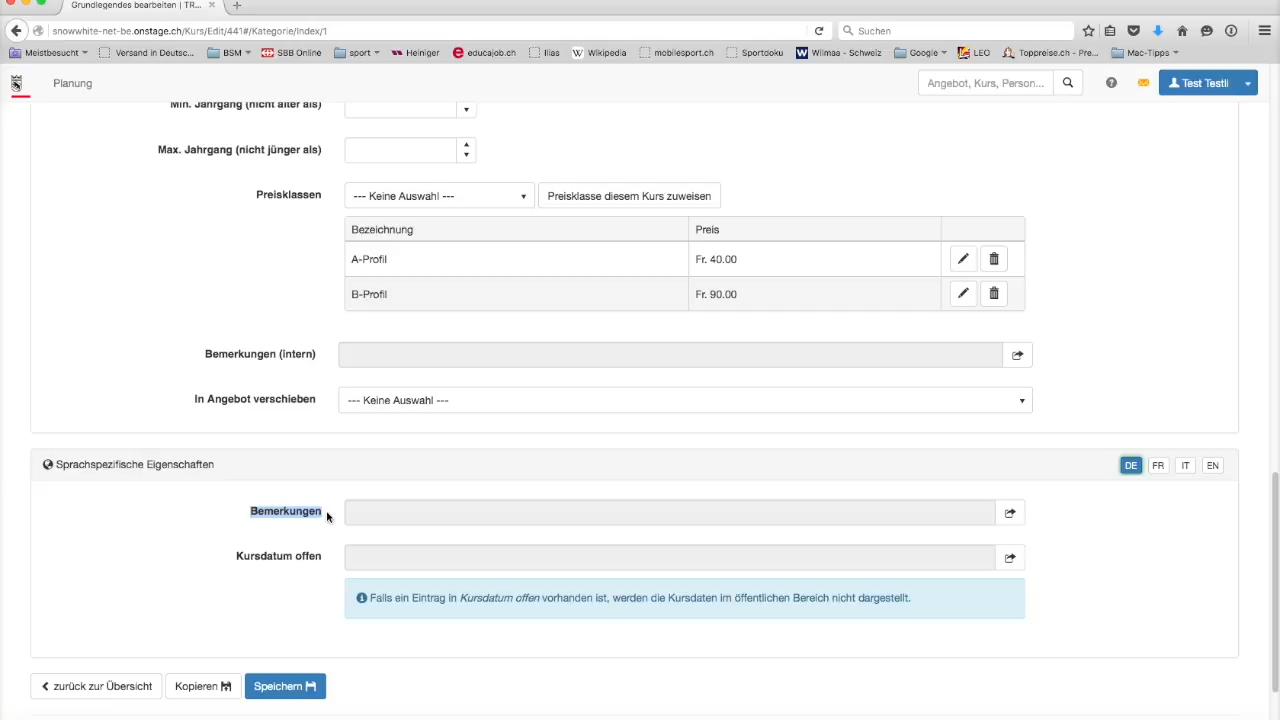 Grundlegendes bearbeiten | TR...
snowwhite-net-be.onstage.ch/Kurs/Edit/441#/Kategorie/Index/1
Suchen
Meistbesucht
Versand in Deutsc...
BSM
SBB Online
sport
Heiniger
educajob.ch
Ilias
Wikipedia
mobilesport.ch
Sportdoku
Wilmaa - Schweiz
Google
LEO
Toppreise.ch - Pre...
Mac-Tipps
Planung
Angebot, Kurs, Person...
Test Testli
Min. Jahrgang (nicht älter als)
Max. Jahrgang (nicht jünger als)
Preisklassen
--- Keine Auswahl ---
Preisklasse diesem Kurs zuweisen
Bezeichnung
Preis
A-Profil
Fr. 40.00
B-Profil
Fr. 90.00
Bemerkungen (intern)
In Angebot verschieben
--- Keine Auswahl ---
Sprachspezifische Eigenschaften
DE
FR
IT
EN
Bemerkungen
Kursdatum offen
Falls ein Eintrag in Kursdatum offen vorhanden ist, werden die Kursdaten im öffentlichen Bereich nicht dargestellt.
zurück zur Übersicht
Kopieren
Speichern